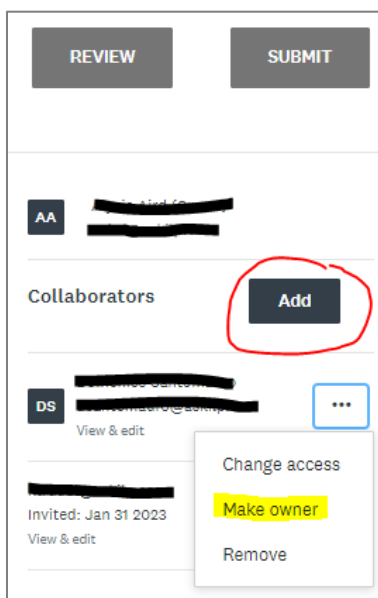 REVIEW SUBMIT
AA
Collaborators Add
DS
View & edit
Change access
Invited: Jan 31 2023
Make owner
View & edit
Remove